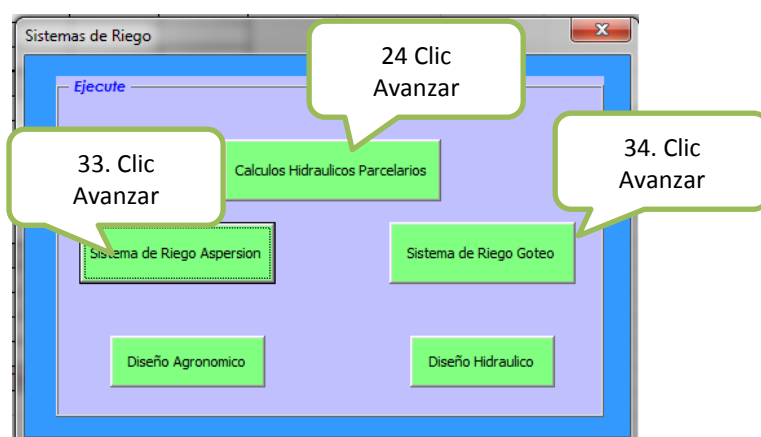 Sistemas de Riego
24 Clic
Avanzar
Ejecute
33. Clic
Avanzar
Calculos Hidraulicos Parcelarios
34. Clic
Avanzar
Sistema de Riego Aspersion
Sistema de Riego Goteo
Diseño Agronomico
Diseño Hidraulico